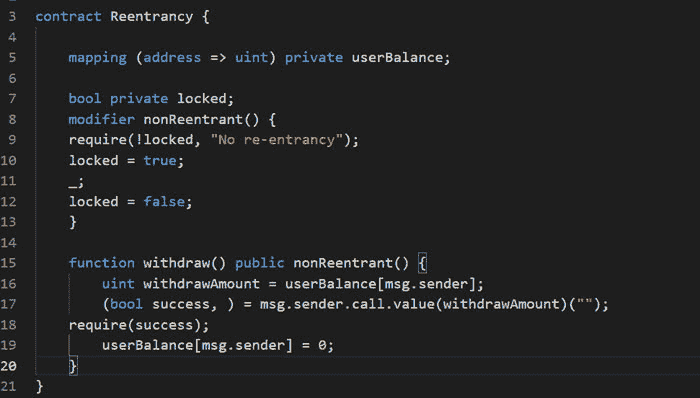 3 contract Reentrancy {
4
5 mapping (address => uint) private userBalance;
6
7 bool private locked;
8 modifier nonReentrant() {
9 require(!locked, "No re-entrancy");
10 locked = true;
11 _;
12 locked = false;
13 }
14
15 function withdraw() public nonReentrant() {
16 uint withdrawAmount = userBalance[msg.sender];
17 (bool success, ) = msg.sender.call.value(withdrawAmount)("");
18 require(success);
19 userBalance[msg.sender] = 0;
20 }
21 }